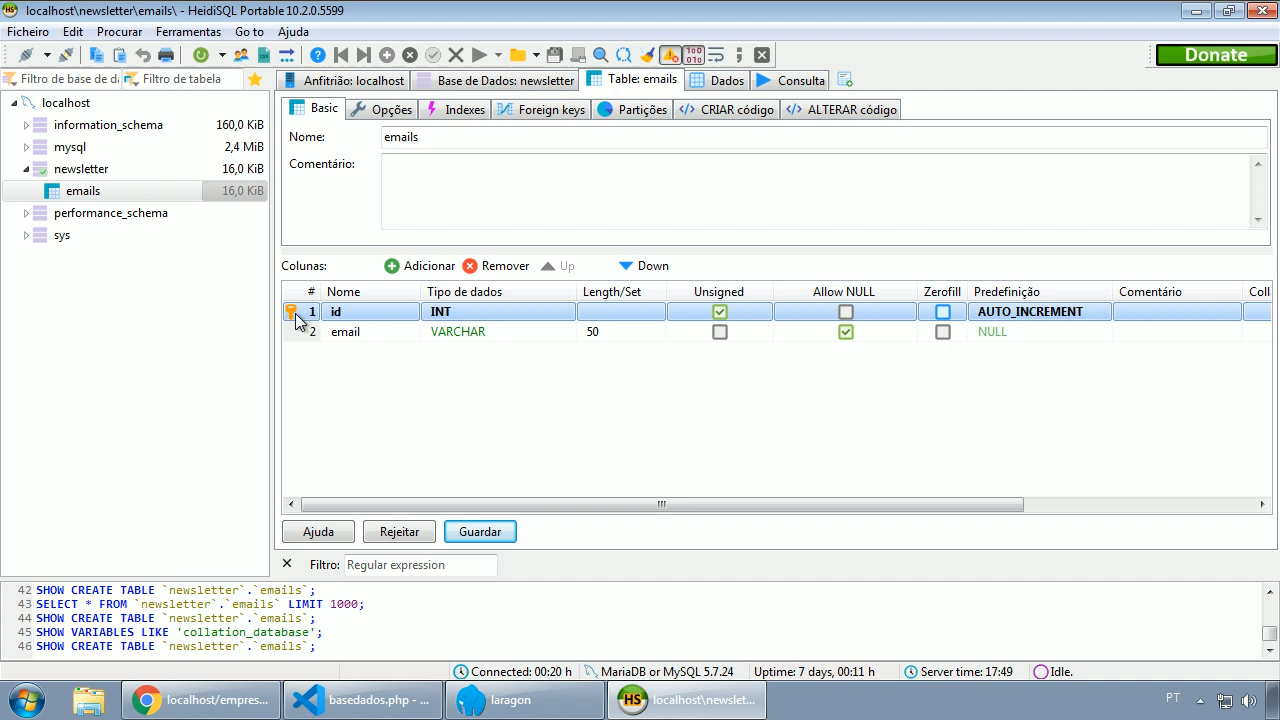 localhost\newsletter\emails\ - HeidiSQL Portable 10.2.0.5599
Ficheiro Edit Procurar Ferramentas Go to Ajuda
Donate
Filtro de base de da Filtro de tabela
Anfitrião: localhost Base de Dados: newsletter Table: emails Dados Consulta
localhost
information_schema 160,0 KiB
mysql 2,4 MiB
newsletter 16,0 KiB
emails 16,0 KiB
performance_schema
sys
Basic Opções Indexes Foreign keys Partições CRIAR código ALTERAR código
Nome: emails
Comentário:
Colunas: Adicionar Remover Up Down
# Nome Tipo de dados Length/Set Unsigned Allow NULL Zerofill Predefinição Comentário Coll
1 id INT AUTO_INCREMENT
2 email VARCHAR 50 NULL
Ajuda Rejeitar Guardar
Filtro: Regular expression
42 SHOW CREATE TABLE `newsletter`.`emails`;
43 SELECT * FROM `newsletter`.`emails` LIMIT 1000;
44 SHOW CREATE TABLE `newsletter`.`emails`;
45 SHOW VARIABLES LIKE 'collation_database';
46 SHOW CREATE TABLE `newsletter`.`emails`;
Connected: 00:20 h MariaDB or MySQL 5.7.24 Uptime: 7 days, 00:11 h Server time: 17:49 Idle.
localhost/empres... basedados.php - ... laragon HS localhost\newslet... PT